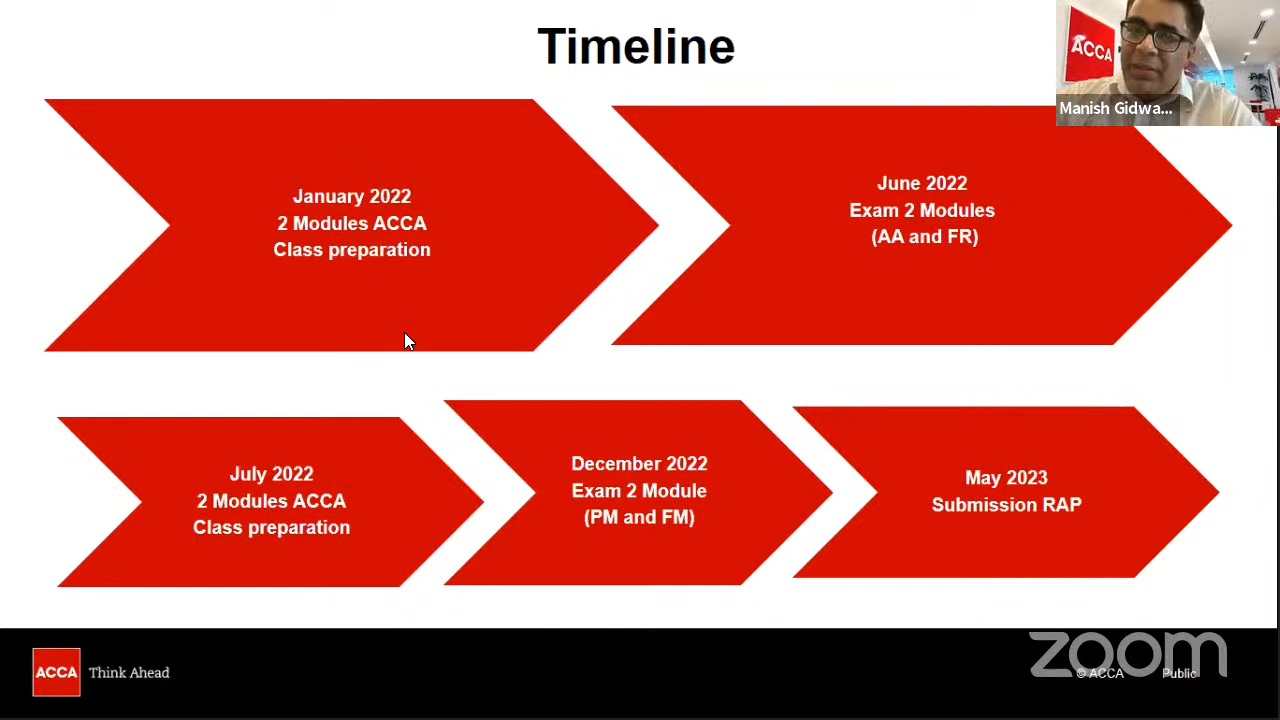 Timeline
ACCA
Manish Gidwa...
January 2022
2 Modules ACCA
Class preparation
June 2022
Exam 2 Modules
(AA and FR)
July 2022
2 Modules ACCA
Class preparation
December 2022
Exam 2 Module
(PM and FM)
May 2023
Submission RAP
ACCA Think Ahead
zoom
© ACCA Public